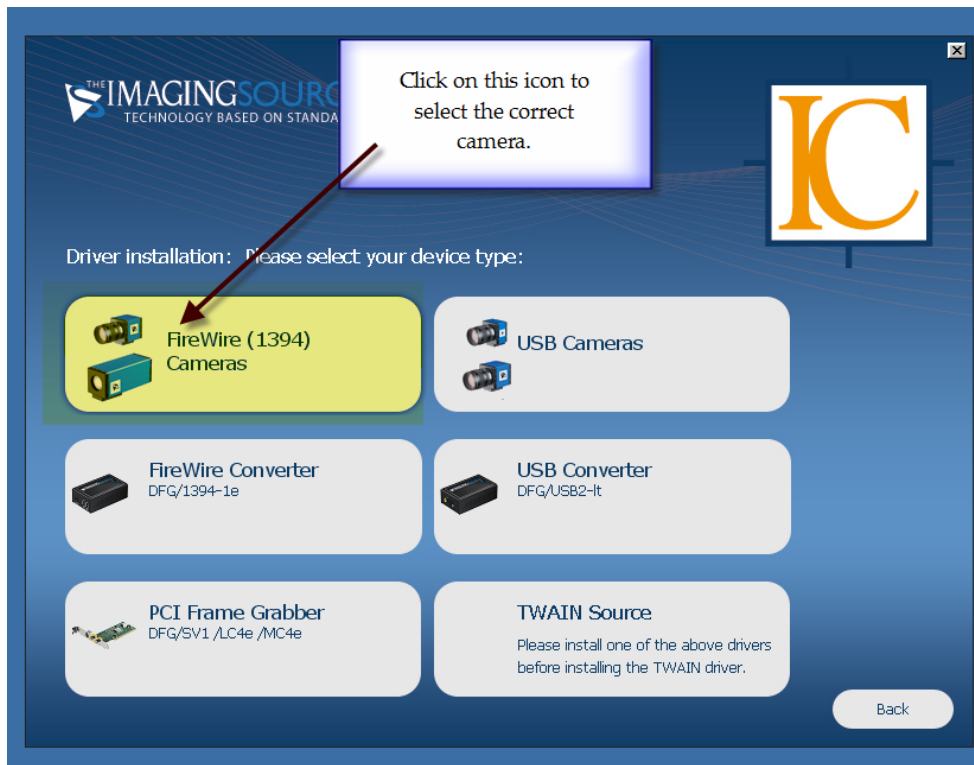 THE IMAGINGSOURC
TECHNOLOGY BASED ON STANDA
Click on this icon to
select the correct
camera.
IC
Driver installation: Please select your device type:
FireWire (1394)
Cameras
USB Cameras
FireWire Converter
DFG/1394-1e
USB Converter
DFG/USB2-lt
PCI Frame Grabber
DFG/SV1 /LC4e /MC4e
TWAIN Source
Please install one of the above drivers
before installing the TWAIN driver.
Back